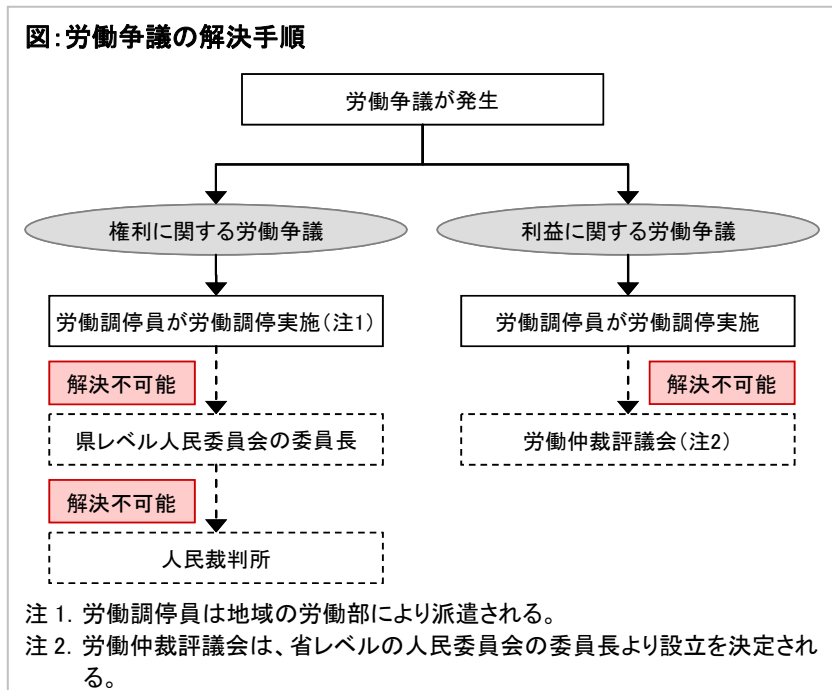 図：労働争議の解決手順
労働争議が発生
権利に関する労働争議
利益に関する労働争議
労働調停員が労働調停実施（注1）
労働調停員が労働調停実施
解決不可能
解決不可能
県レベル人民委員会の委員長
労働仲裁評議会（注2）
解決不可能
人民裁判所
注 1. 労働調停員は地域の労働部により派遣される。
注 2. 労働仲裁評議会は、省レベルの人民委員会の委員長より設立を決定され
る。